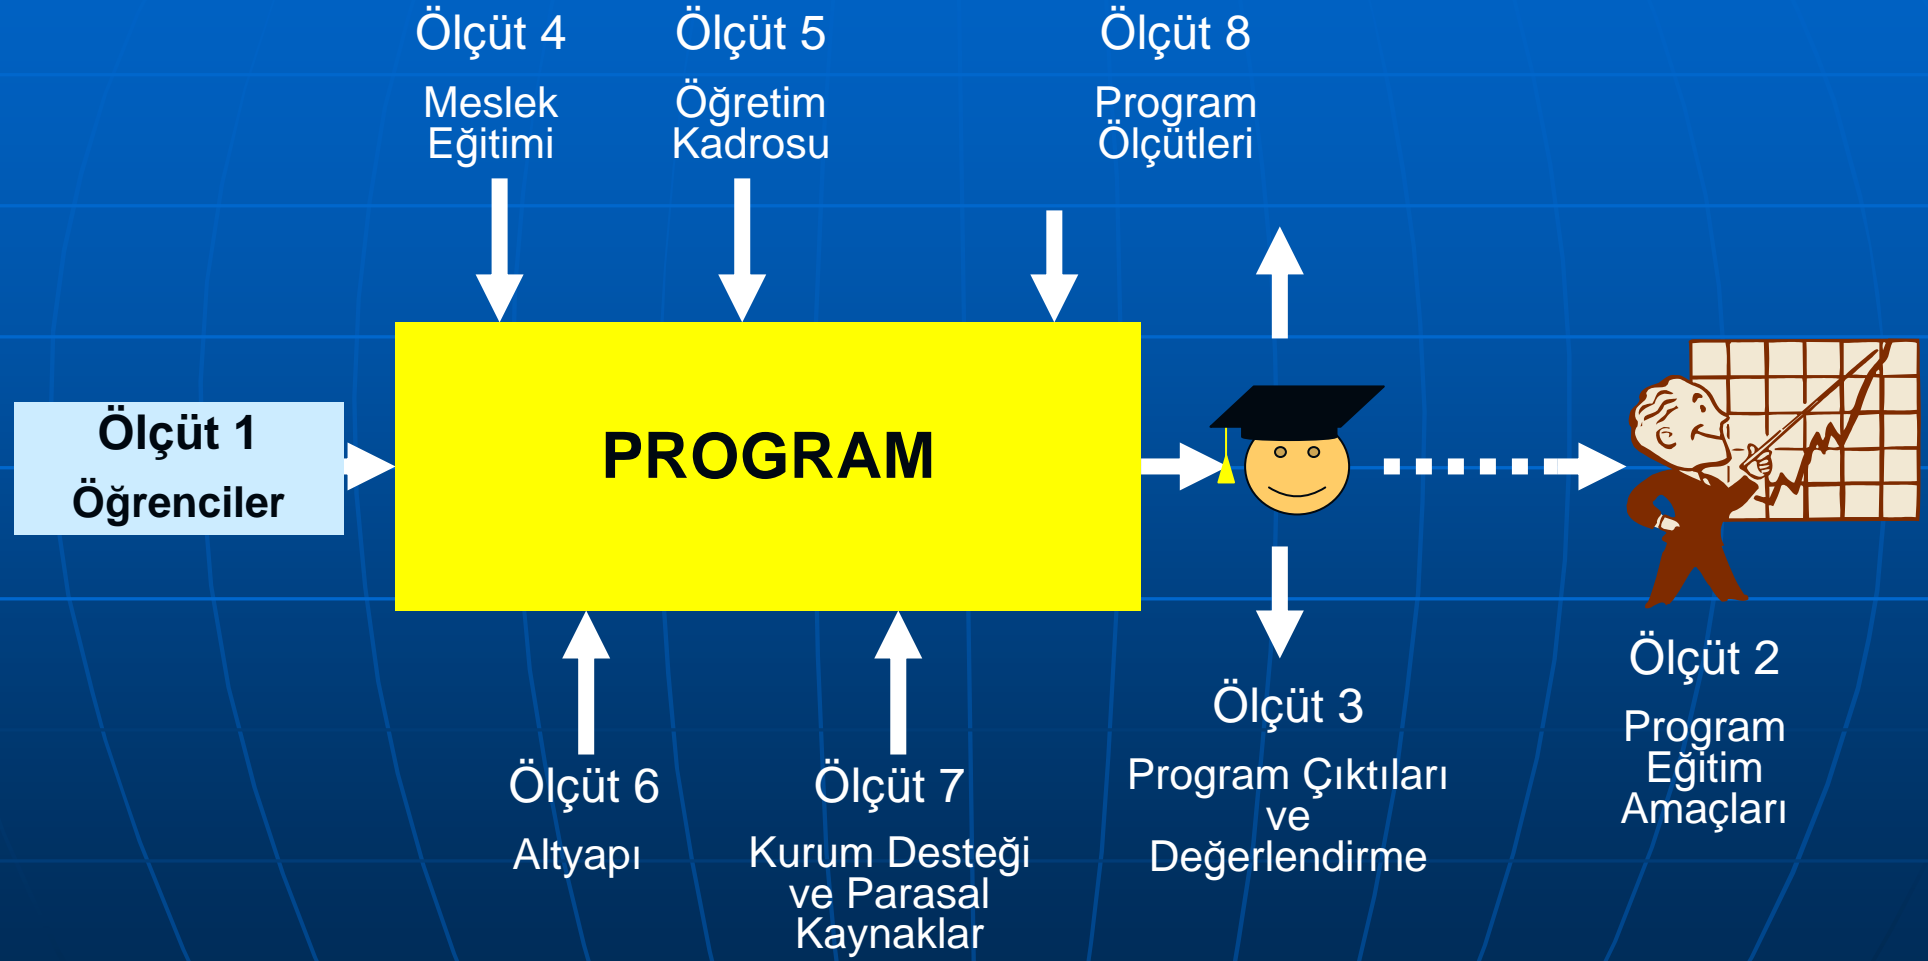 Ölçüt 4
Meslek
Eğitimi
Ölçüt 5
Öğretim
Kadrosu
Ölçüt 8
Program
Ölçütleri
Ölçüt 1
Öğrenciler
PROGRAM
Ölçüt 6
Altyapı
Ölçüt 7
Kurum Desteği
ve Parasal
Kaynaklar
Ölçüt 3
Program Çıktıları
ve
Değerlendirme
Ölçüt 2
Program
Eğitim
Amaçları